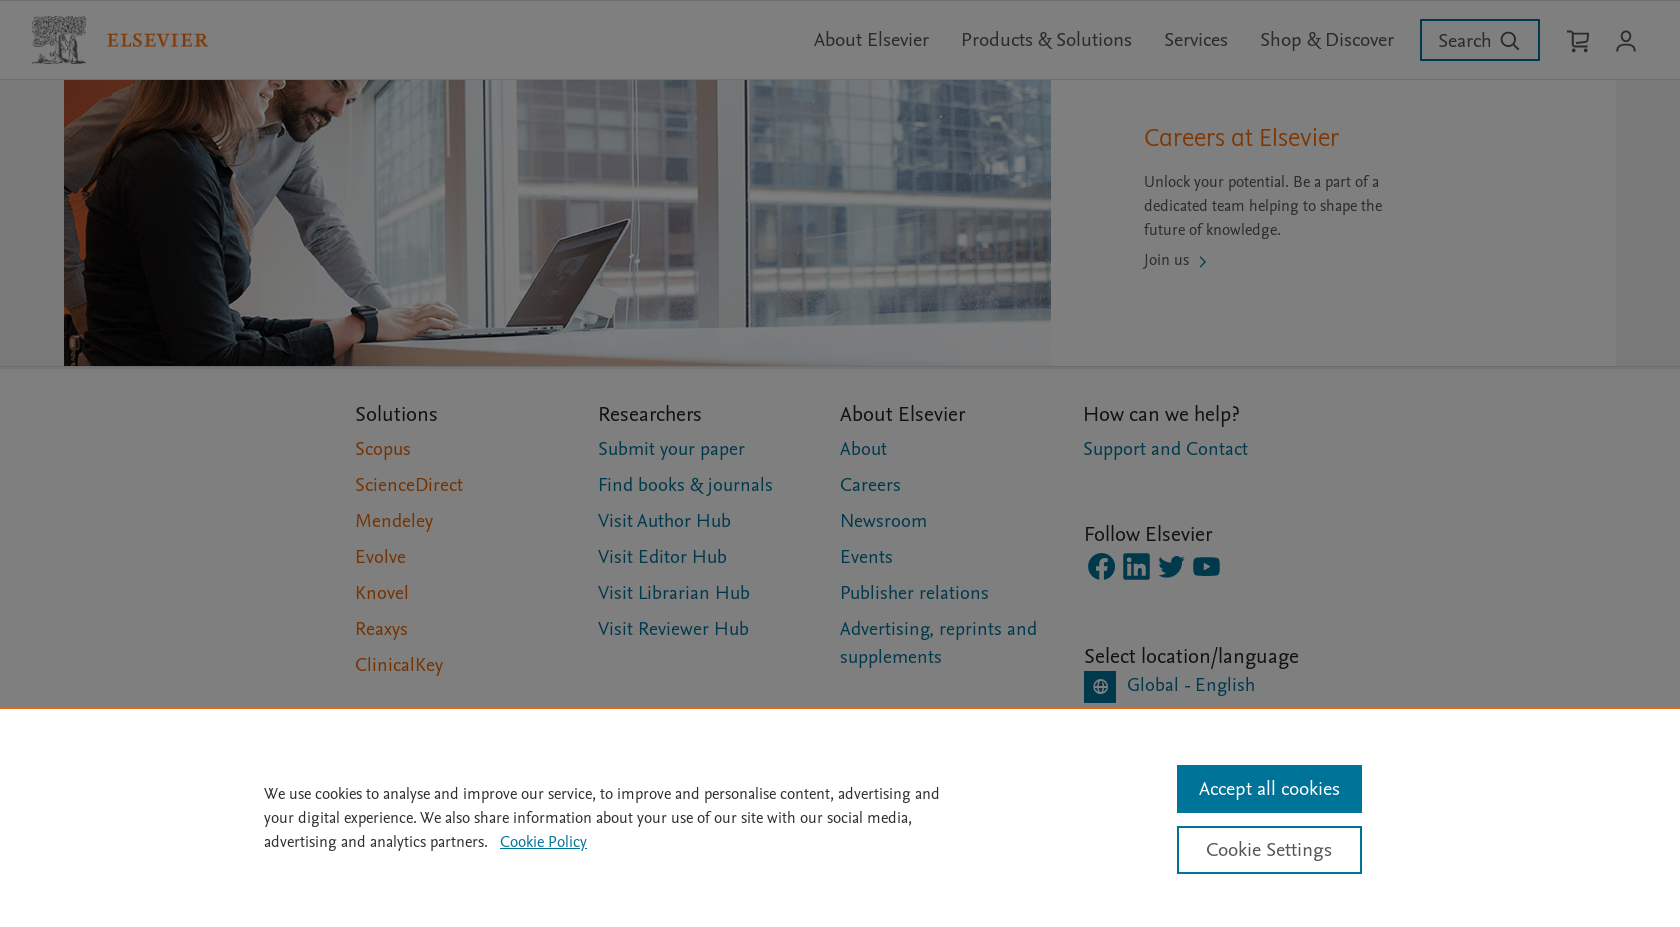 ELSEVIER
About Elsevier
Products & Solutions
Services
Shop & Discover
Search
Careers at Elsevier
Unlock your potential. Be a part of a
dedicated team helping to shape the
future of knowledge.
Join us
Solutions
Scopus
ScienceDirect
Mendeley
Evolve
Knovel
Reaxys
ClinicalKey
Researchers
Submit your paper
Find books & journals
Visit Author Hub
Visit Editor Hub
Visit Librarian Hub
Visit Reviewer Hub
About Elsevier
About
Careers
Newsroom
Events
Publisher relations
Advertising, reprints and
supplements
How can we help?
Support and Contact
Follow Elsevier
Select location/language
Global - English
We use cookies to analyse and improve our service, to improve and personalise content, advertising and
your digital experience. We also share information about your use of our site with our social media,
advertising and analytics partners. Cookie Policy
Accept all cookies
Cookie Settings